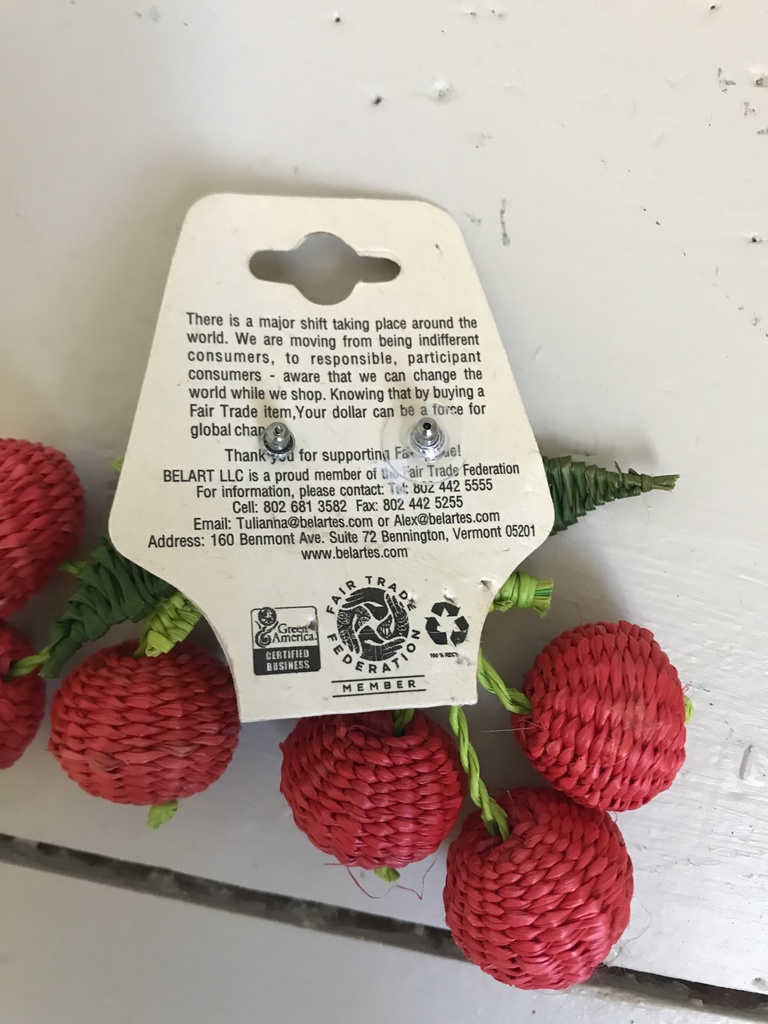 There is a major shift taking place around the
world. We are moving from being indifferent
consumers, to responsible, participant
consumers - aware that we can change the
world while we shop. Knowing that by buying a
Fair Trade item,Your dollar can be a force for
global
Thank you for supporting
BELART LLC is a proud member of the Fair Trade Federation
For information, please contact: Tel: 802 442 5555
Cell: 802 681 3582 Fax: 802 442 5255
Email: Tulianna@belartes.com or Alex@belartes.com
Address: 160 Benmont Ave. Suite 72 Bennington, Vermont 05201
www.belartes.com
Green
America
CERTIFIED
BUSINESS
FAIR TRADE
FEDERATION
MEMBER
100 %